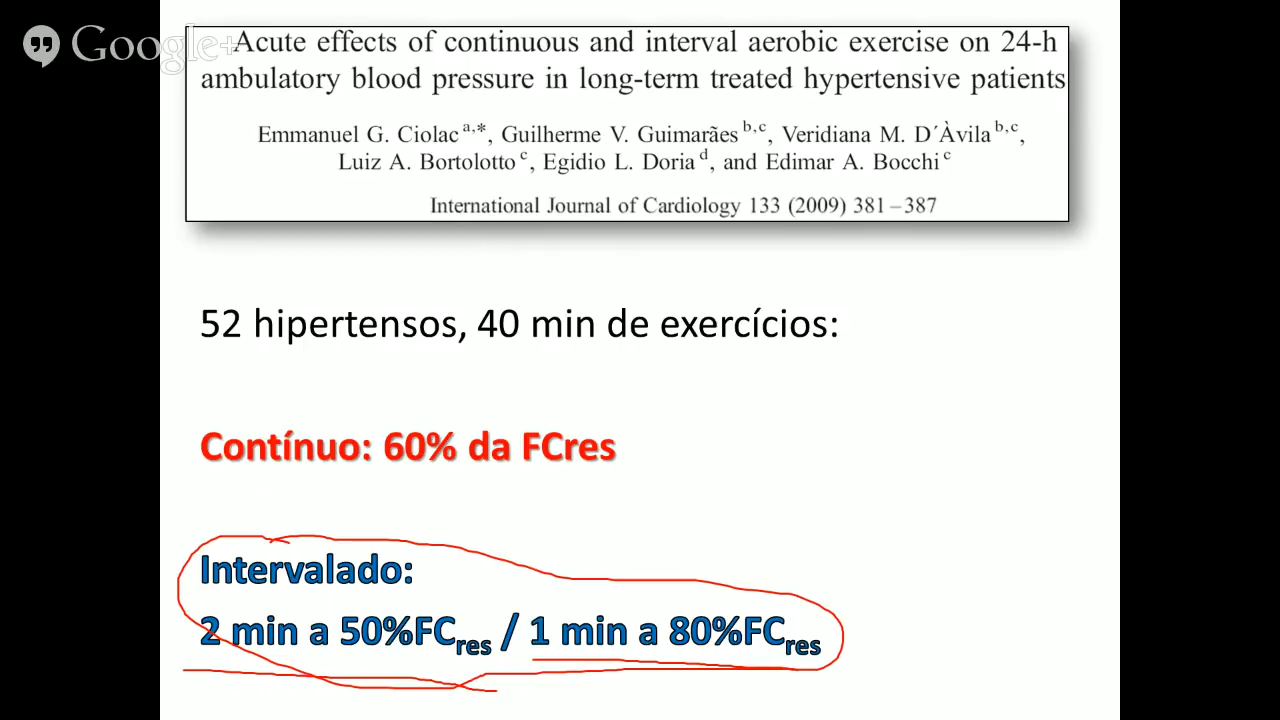 Google+
Acute effects of continuous and interval aerobic exercise on 24-h
ambulatory blood pressure in long-term treated hypertensive patients
Emmanuel G. Ciolac a,*, Guilherme V. Guimarães b,c, Veridiana M. D´Àvila b,c,
Luiz A. Bortolotto c, Egidio L. Doria d, and Edimar A. Bocchi c
International Journal of Cardiology 133 (2009) 381–387
52 hipertensos, 40 min de exercícios:
Contínuo: 60% da FCres
Intervalado:
2 min a 50%FCres / 1 min a 80%FCres